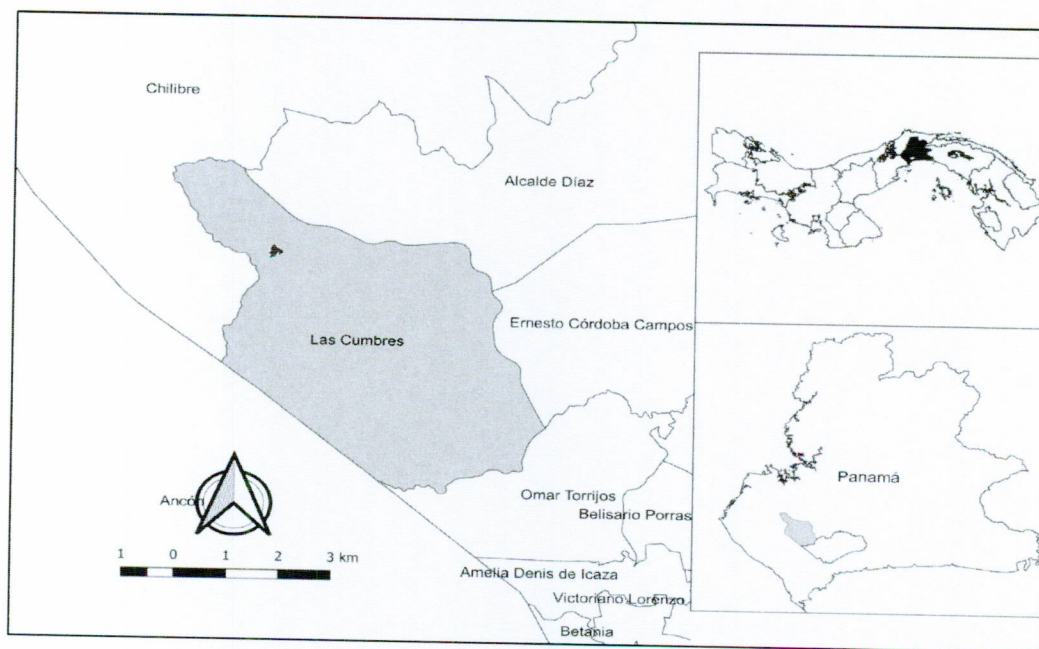 Chilibre
Alcalde Díaz
Ernesto Córdoba Campos
Las Cumbres
Panamá
Ancón
Omar Torrijos
Belisario Porras
1 0 1 2 3 km
Amelia Denis de Icaza
Victoriano Lorenzo
Betania